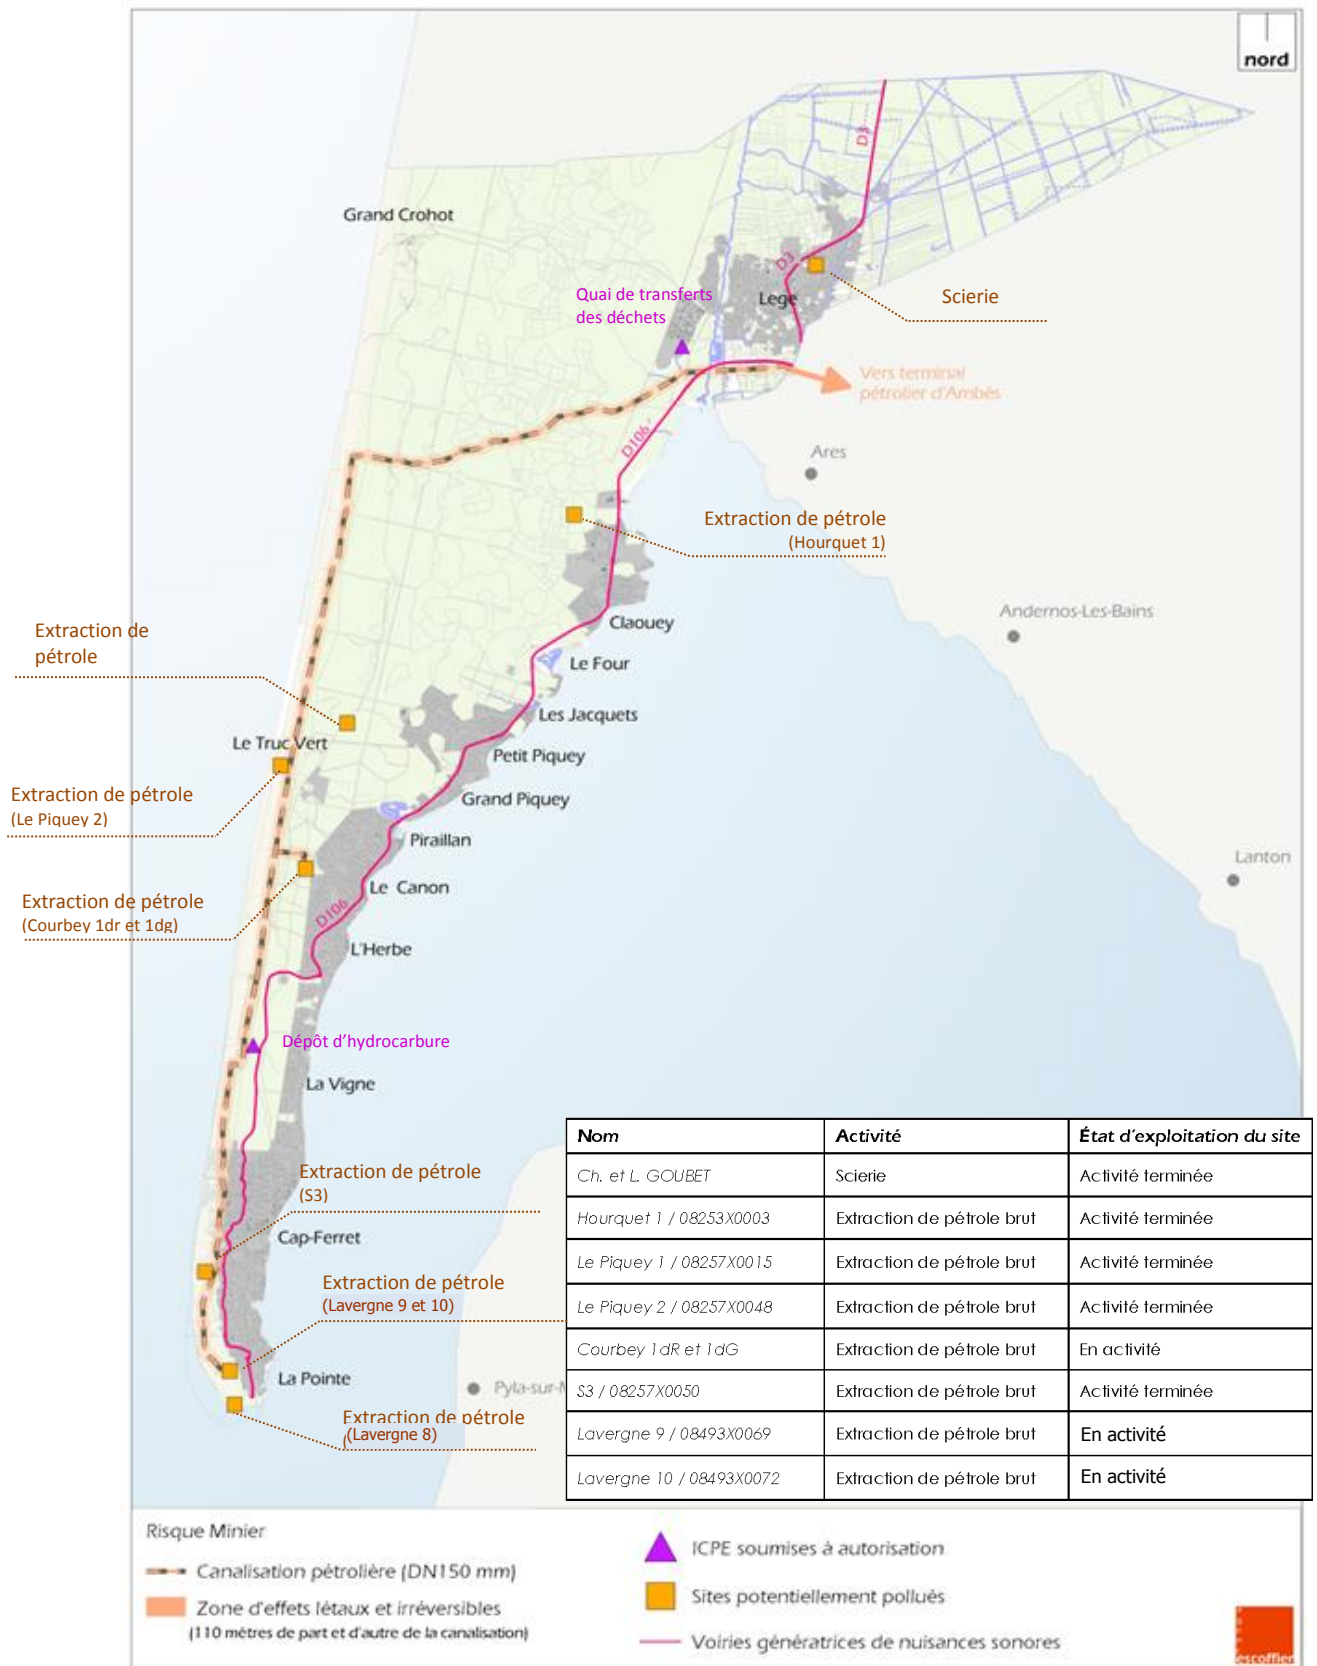 nord
D3
Grand Crohot
D3
Quai de transferts
des déchets
Lege
Scierie
Vers terminal
pétrolier d'Ambès
D106
Ares
Extraction de pétrole
(Hourquet 1)
Andernos-Les-Bains
Claouey
Extraction de
pétrole
Le Four
Les Jacquets
Le Truc Vert
Petit Piquey
Extraction de pétrole
(Le Piquey 2)
Grand Piquey
Piraillan
Lanton
Le Canon
Extraction de pétrole
(Courbey 1dr et 1dg)
D106
L'Herbe
Dépôt d'hydrocarbure
La Vigne
Extraction de pétrole
(S3)
Cap-Ferret
Extraction de pétrole
(Lavergne 9 et 10)
La Pointe
Pyla-sur-M
Extraction de pétrole
(Lavergne 8)
Nom Activité État d'exploitation du site
Ch. et L. GOUBET Scierie Activité terminée
Hourquet 1 / 08253X0003 Extraction de pétrole brut Activité terminée
Le Piquey 1 / 08257X0015 Extraction de pétrole brut Activité terminée
Le Piquey 2 / 08257X0048 Extraction de pétrole brut Activité terminée
Courbey 1dR et 1dG Extraction de pétrole brut En activité
S3 / 08257X0050 Extraction de pétrole brut Activité terminée
Lavergne 9 / 08493X0069 Extraction de pétrole brut En activité
Lavergne 10 / 08493X0072 Extraction de pétrole brut En activité
Risque Minier
Canalisation pétrolière (DN150 mm)
Zone d'effets létaux et irréversibles
(110 mètres de part et d'autre de la canalisation)
ICPE soumises à autorisation
Sites potentiellement pollués
Voiries génératrices de nuisances sonores
escoffier